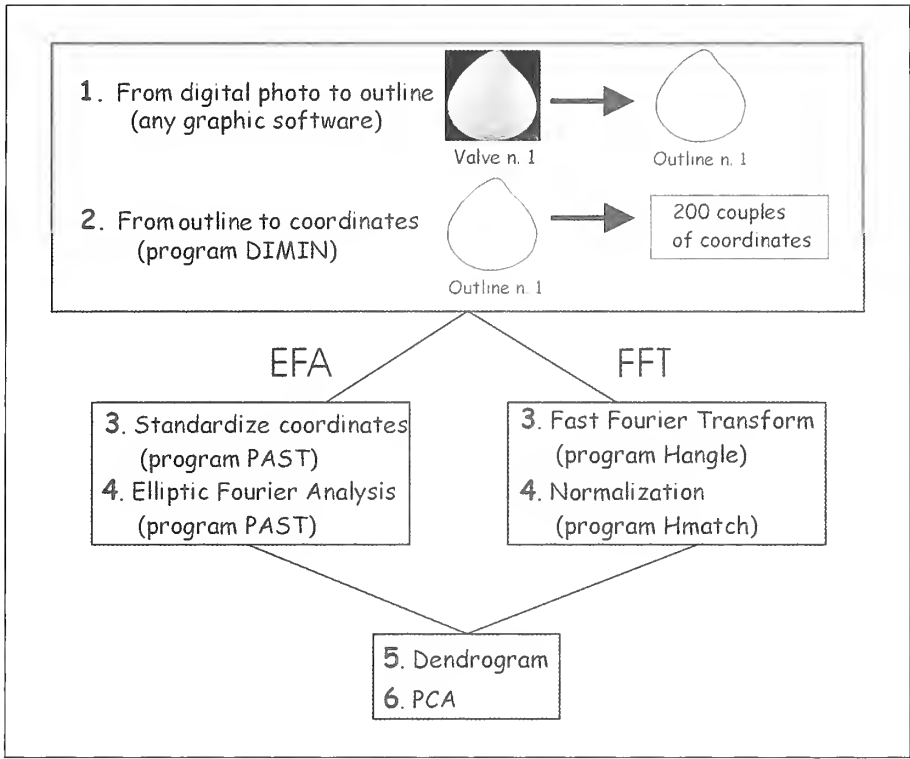 1. From digital photo to outline
(any graphic software)
Valve n. 1
Outline n. 1
2. From outline to coordinates
(program DIMIN)
Outline n. 1
200 couples
of coordinates
EFA
FFT
3. Standardize coordinates
(program PAST)
4. Elliptic Fourier Analysis
(program PAST)
3. Fast Fourier Transform
(program Hangle)
4. Normalization
(program Hmatch)
5. Dendrogram
6. PCA